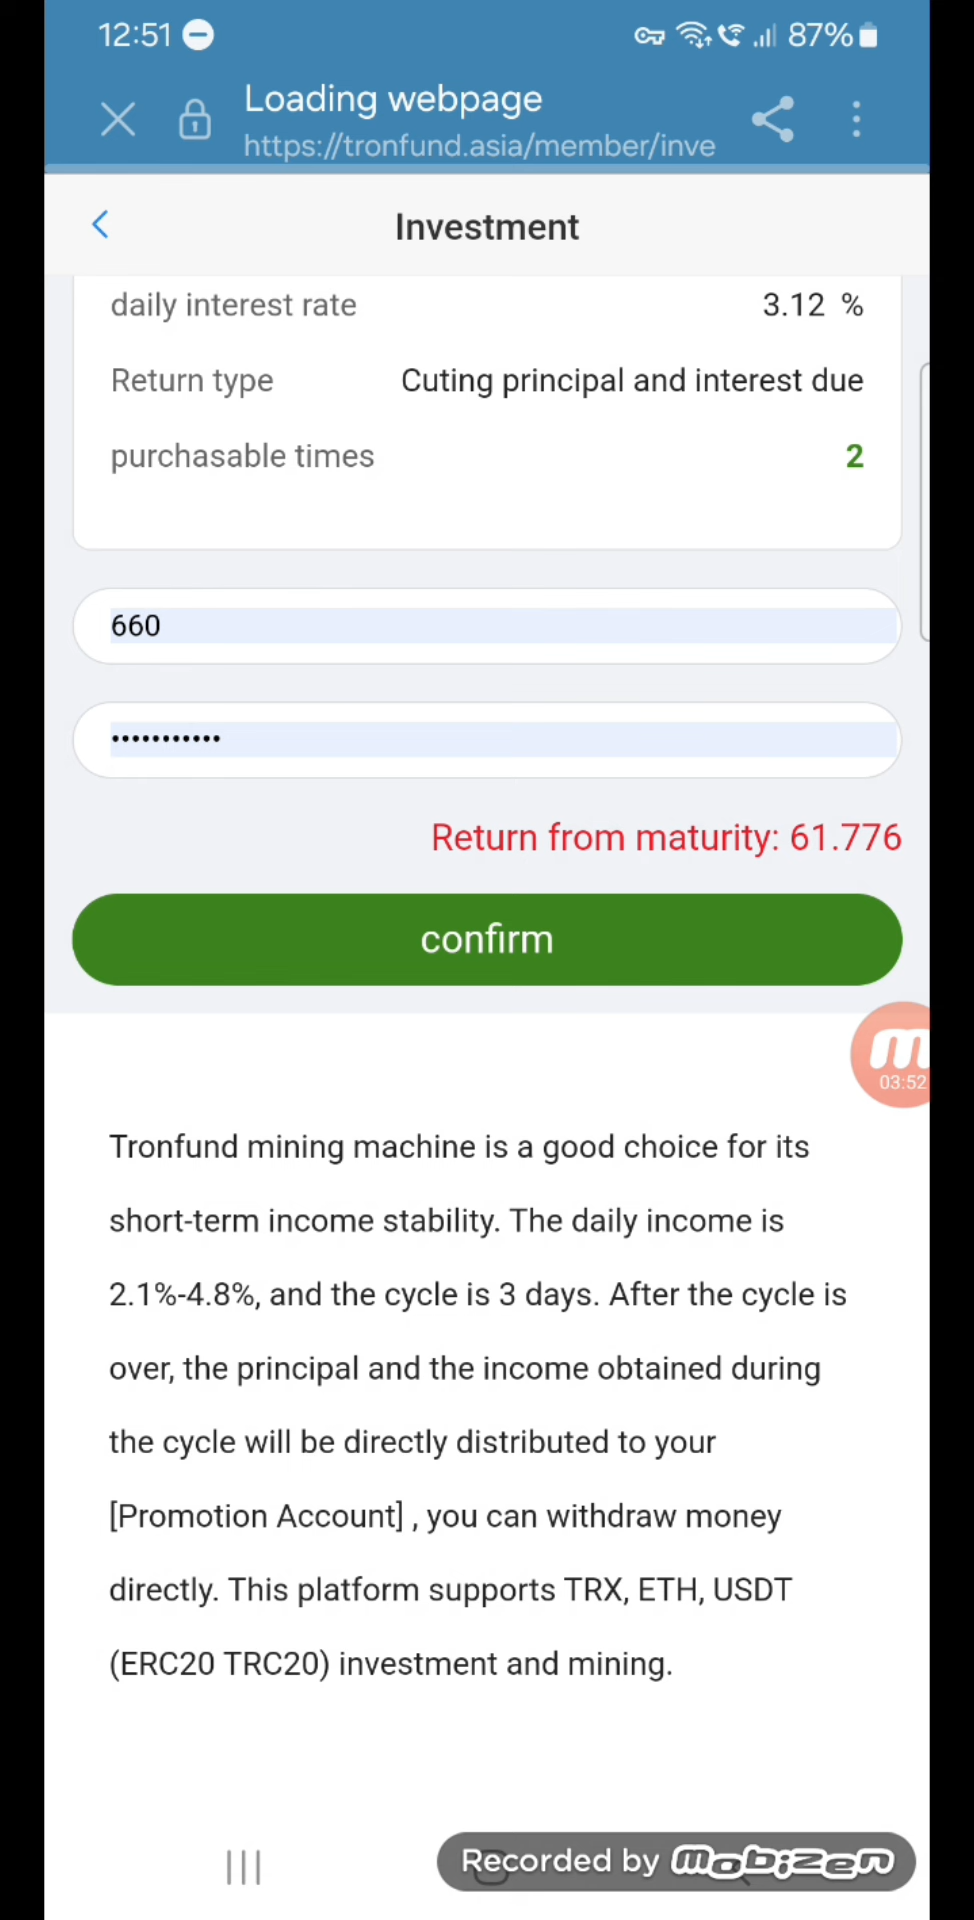 12:51
87%
Loading webpage
https://tronfund.asia/member/inve
Investment
daily interest rate 3.12 %
Return type Cuting principal and interest due
purchasable times 2
660
•••••••••••
Return from maturity: 61.776
confirm
m
03:52
Tronfund mining machine is a good choice for its
short-term income stability. The daily income is
2.1%-4.8%, and the cycle is 3 days. After the cycle is
over, the principal and the income obtained during
the cycle will be directly distributed to your
[Promotion Account] , you can withdraw money
directly. This platform supports TRX, ETH, USDT
(ERC20 TRC20) investment and mining.
Recorded by mobizen